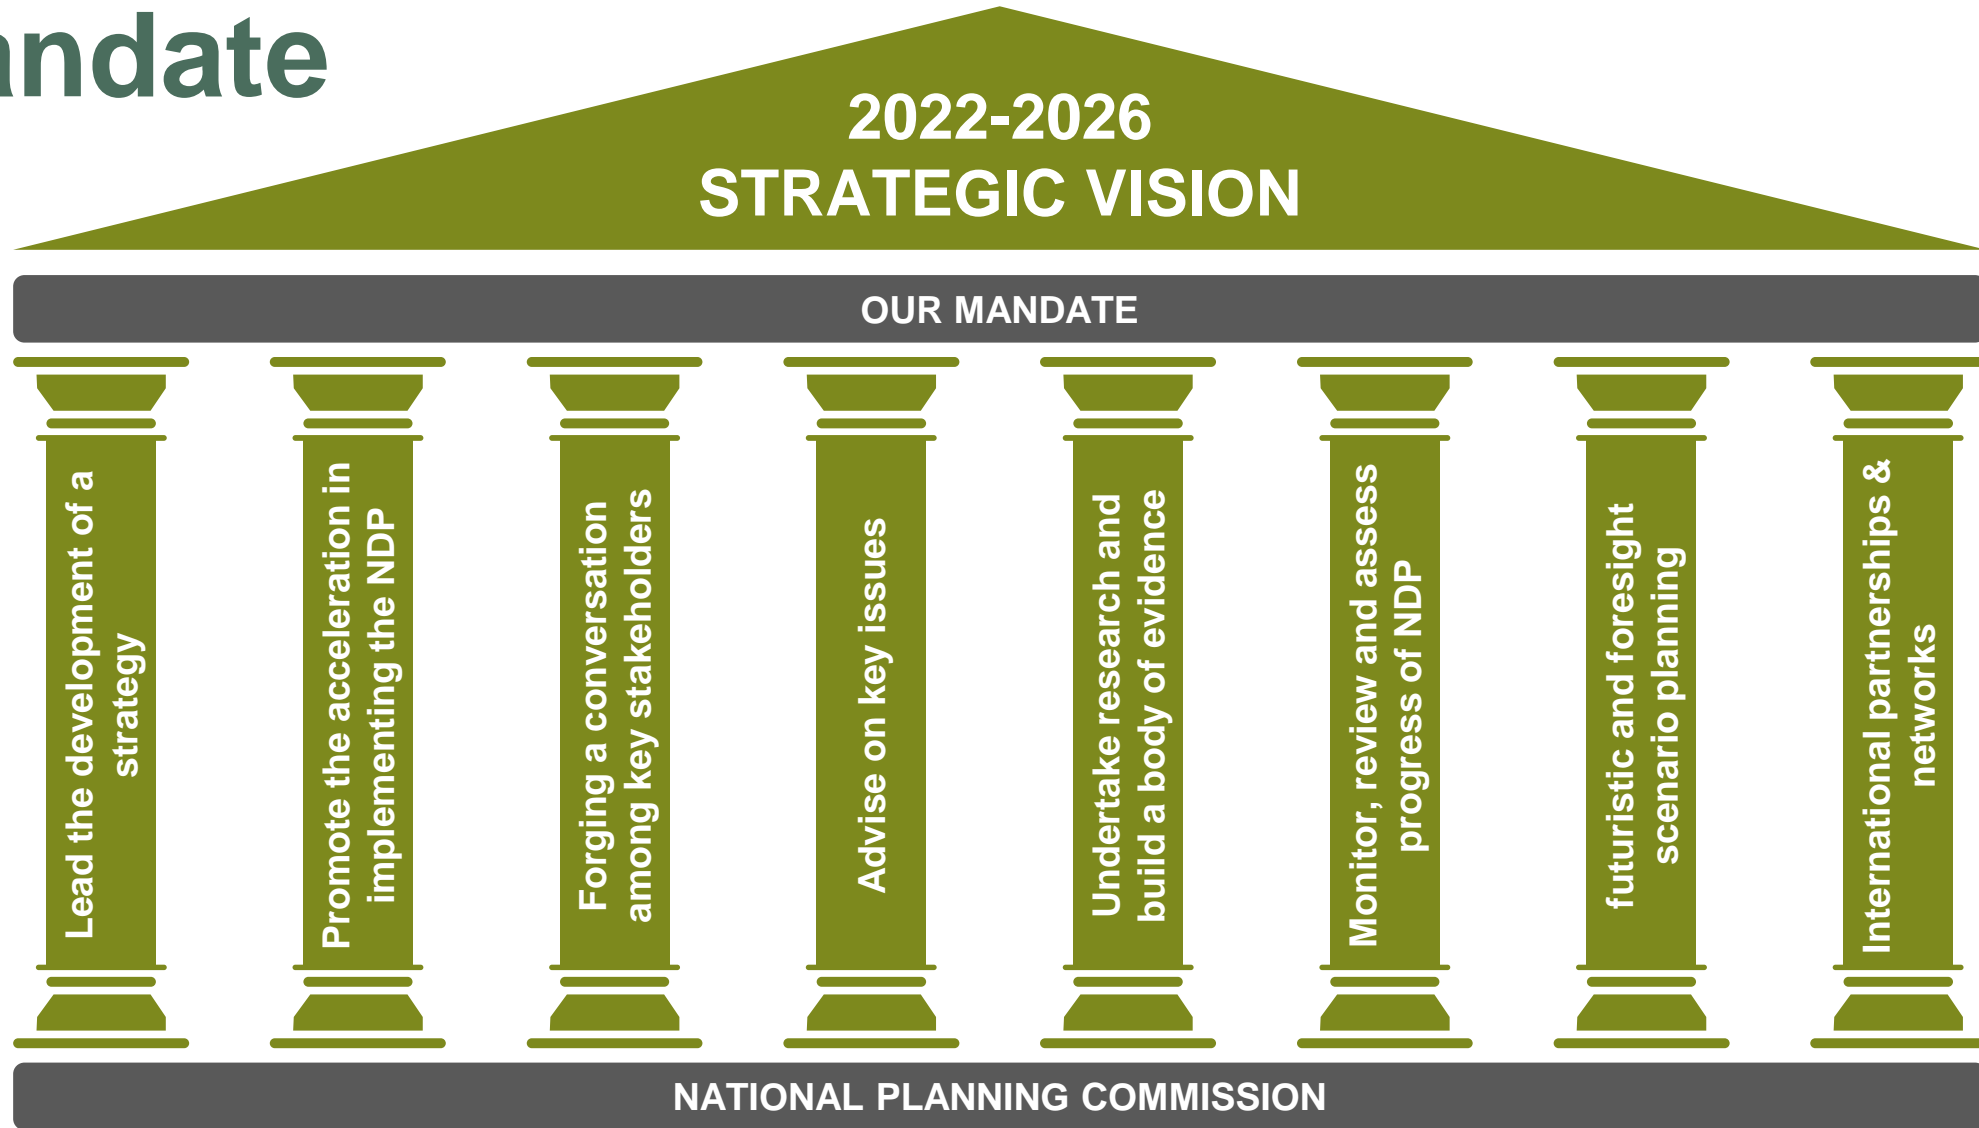 andate
2022-2026
STRATEGIC VISION
OUR MANDATE
Lead the development of a
strategy
Promote the acceleration in
implementing the NDP
Forging a conversation
among key stakeholders
Advise on key issues
Undertake research and
build a body of evidence
Monitor, review and assess
progress of NDP
futuristic and foresight
scenario planning
International partnerships &
networks
NATIONAL PLANNING COMMISSION